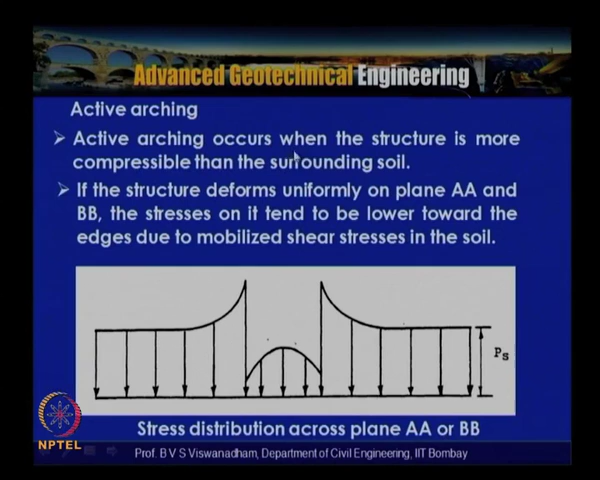 Advanced Geotechnical Engineering
Active arching
➢ Active arching occurs when the structure is more
compressible than the surrounding soil.
➢ If the structure deforms uniformly on plane AA and
BB, the stresses on it tend to be lower toward the
edges due to mobilized shear stresses in the soil.
Ps
Stress distribution across plane AA or BB
NPTEL
Prof. B V S Viswanadham, Department of Civil Engineering, IIT Bombay